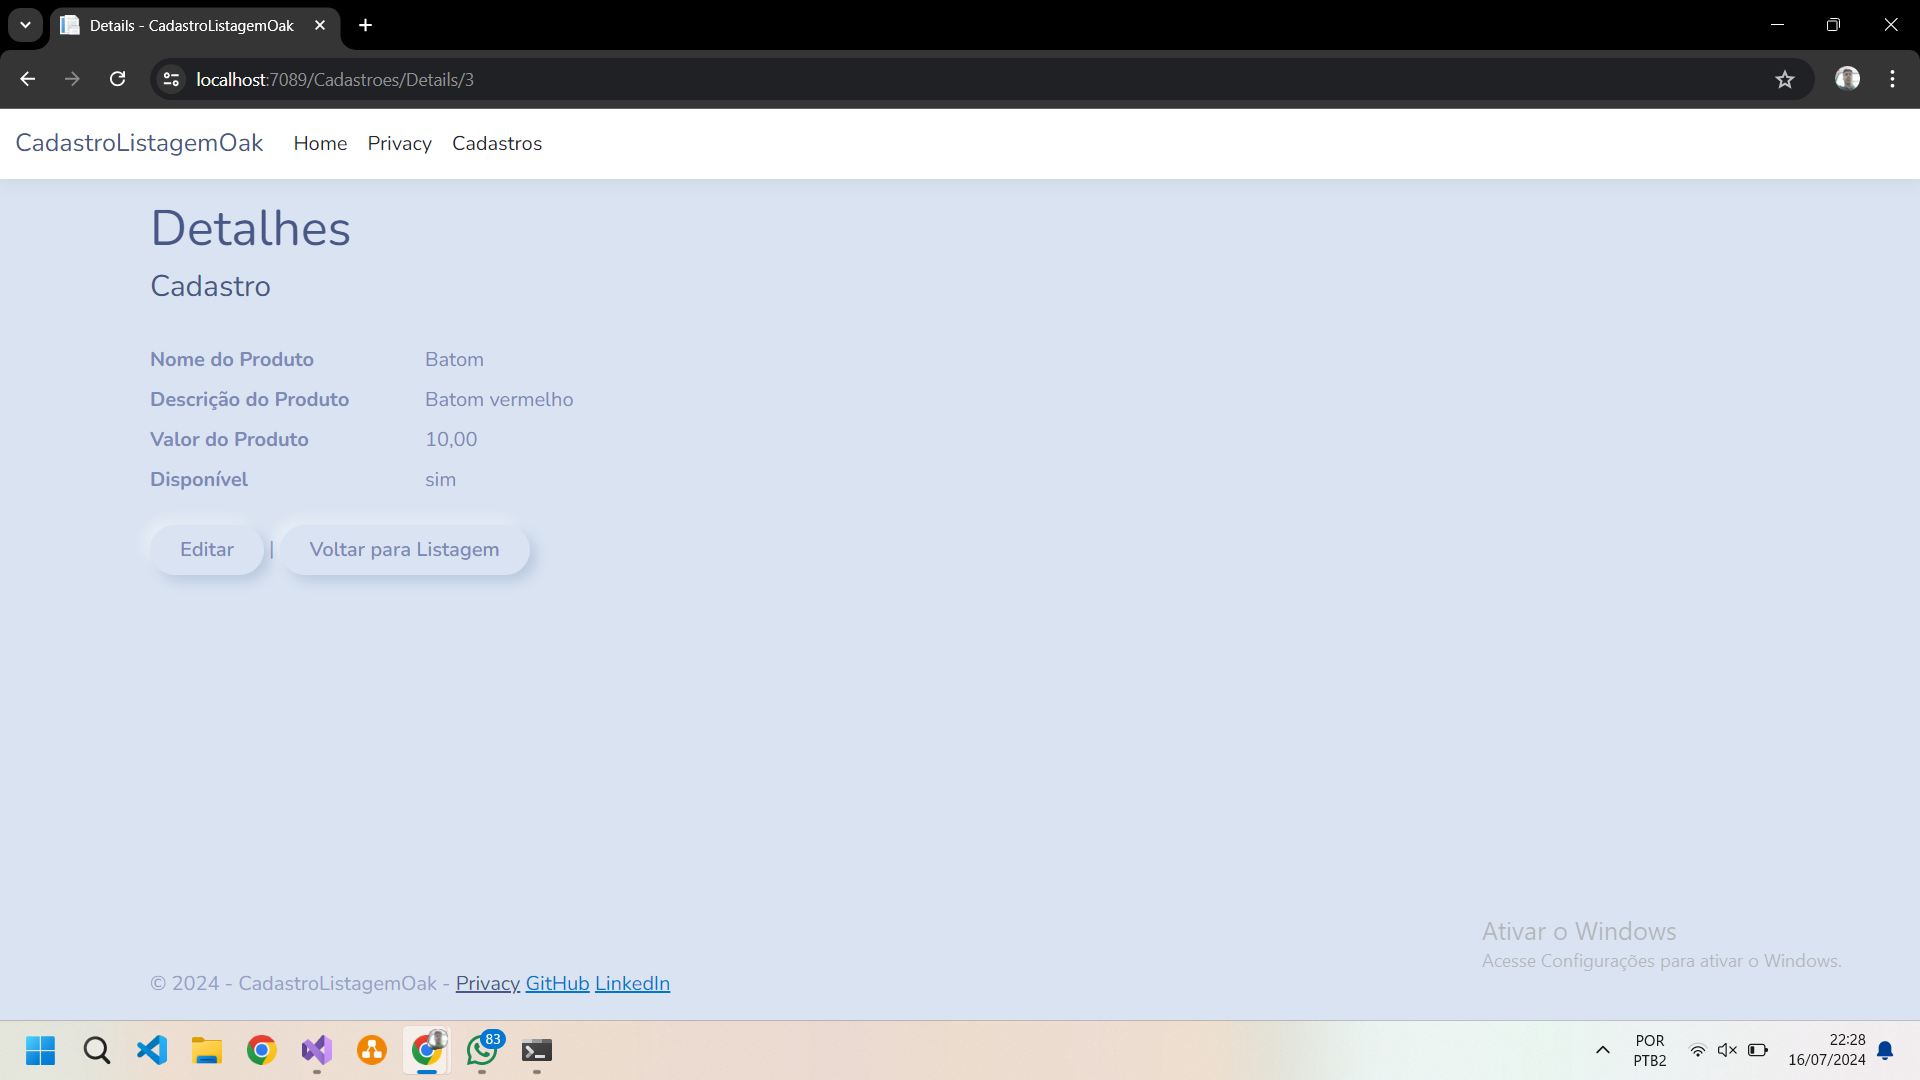 Details - CadastroListagemOak
localhost:7089/Cadastroes/Details/3
CadastroListagemOak Home Privacy Cadastros
Detalhes
Cadastro
Nome do Produto Batom
Descrição do Produto Batom vermelho
Valor do Produto 10,00
Disponível sim
Editar | Voltar para Listagem
Ativar o Windows
Acesse Configurações para ativar o Windows.
© 2024 - CadastroListagemOak - Privacy GitHub LinkedIn
83
POR
PTB2
22:28
16/07/2024